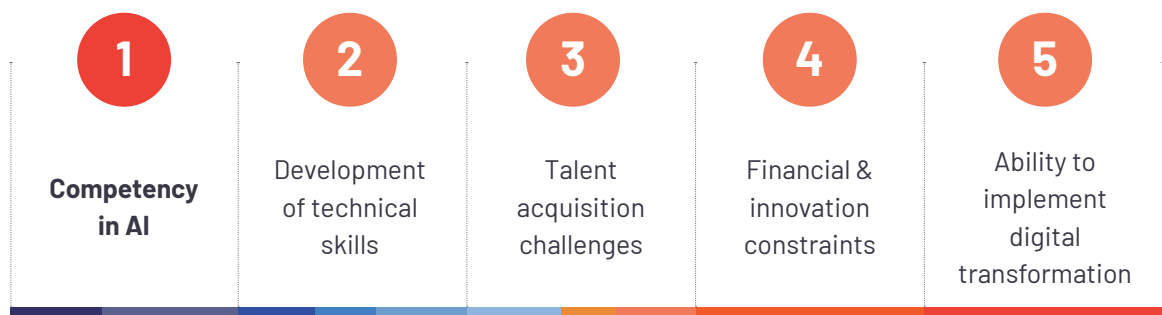 1
Competency
in AI
2
Development
of technical
skills
3
Talent
acquisition
challenges
4
Financial &
innovation
constraints
5
Ability to
implement
digital
transformation